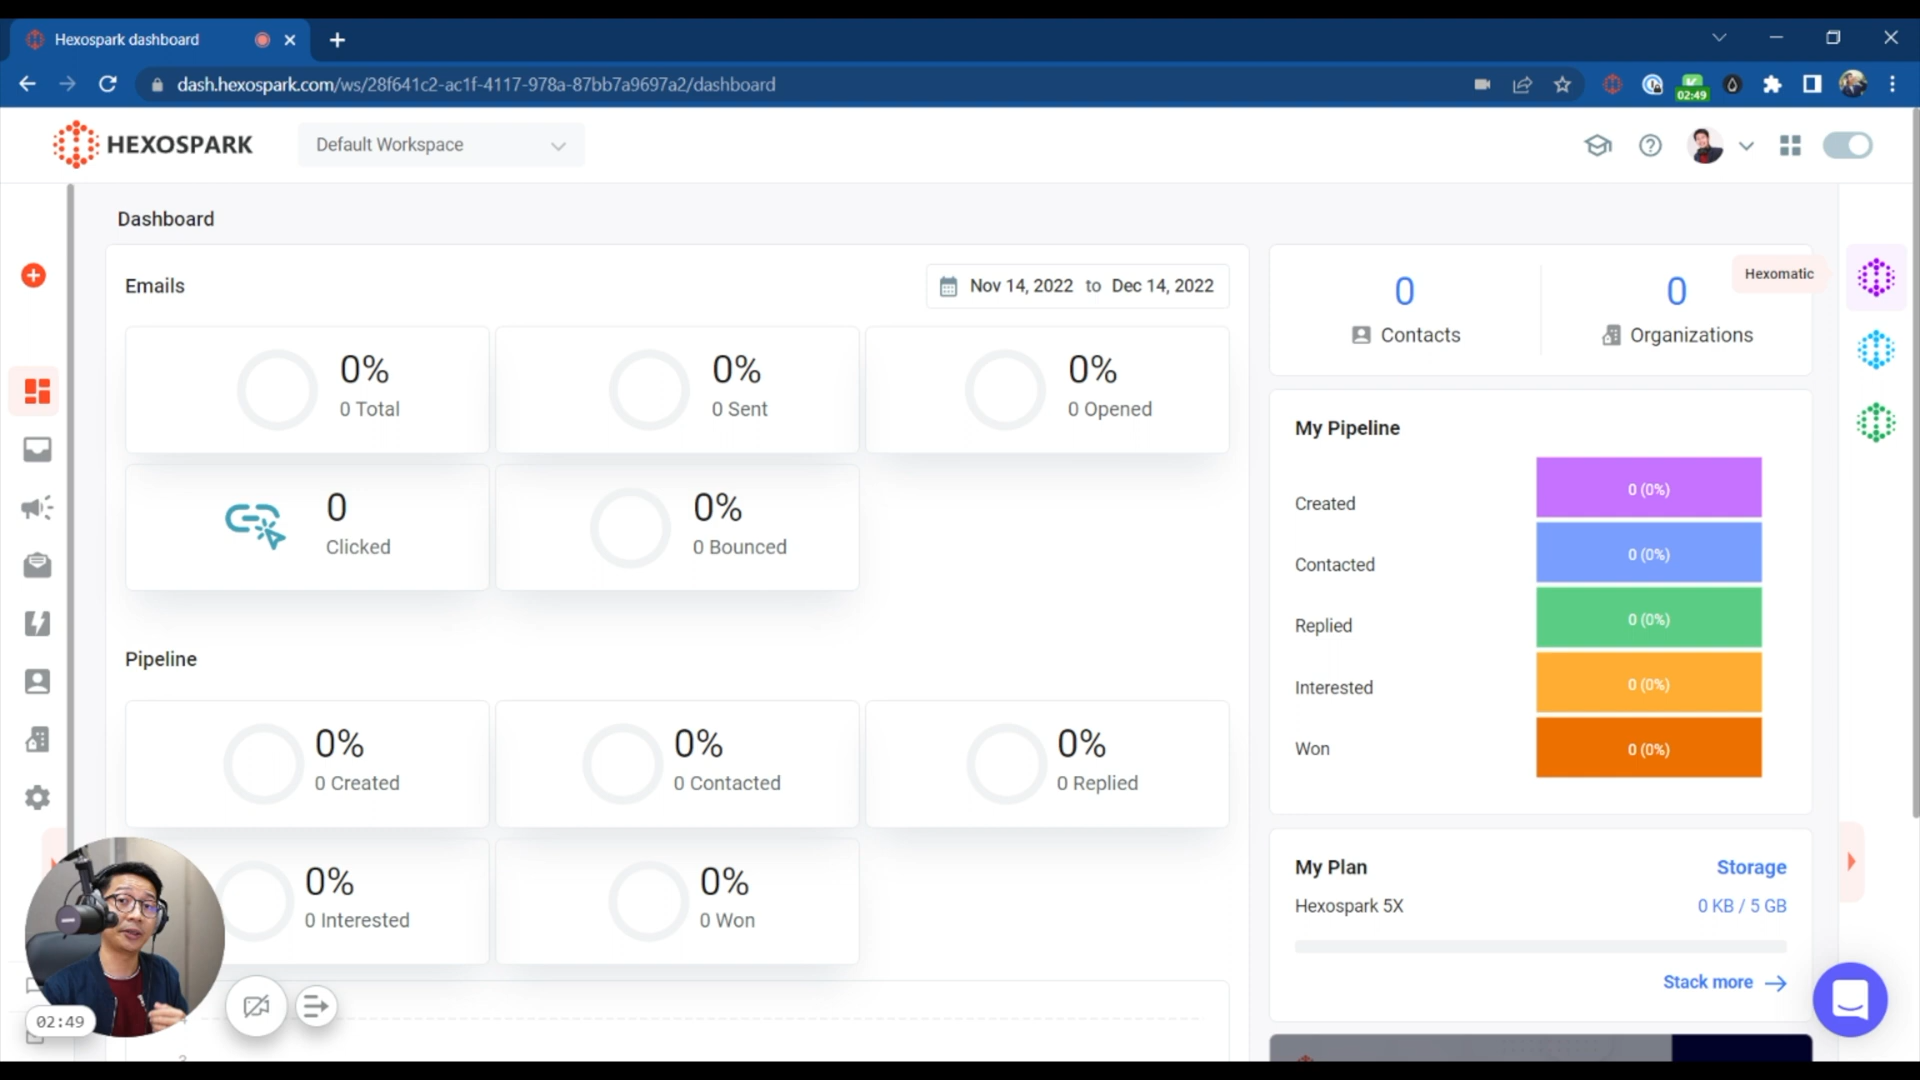 Hexospark dashboard
dash.hexospark.com/ws/28f641c2-ac1f-4117-978a-87bb7a9697a2/dashboard
02:49
HEXOSPARK
Default Workspace
Dashboard
Emails
Nov 14, 2022 to Dec 14, 2022
0%
0 Total
0%
0 Sent
0%
0 Opened
0
Clicked
0%
0 Bounced
Pipeline
0%
0 Created
0%
0 Contacted
0%
0 Replied
0%
0 Interested
0%
0 Won
0
Contacts
0
Organizations
Hexomatic
My Pipeline
Created
0 (0%)
Contacted
0 (0%)
Replied
0 (0%)
Interested
0 (0%)
Won
0 (0%)
My Plan
Storage
Hexospark 5X
0 KB / 5 GB
Stack more
02:49